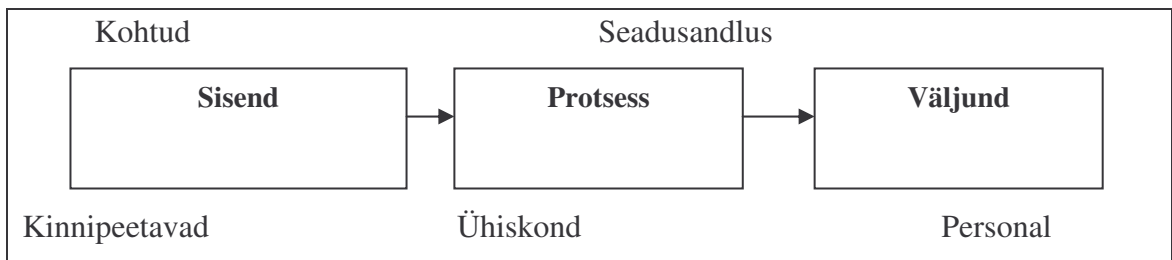 Kohtud Seadusandlus
Sisend Protsess Väljund
Kinnipeetavad Ühiskond Personal